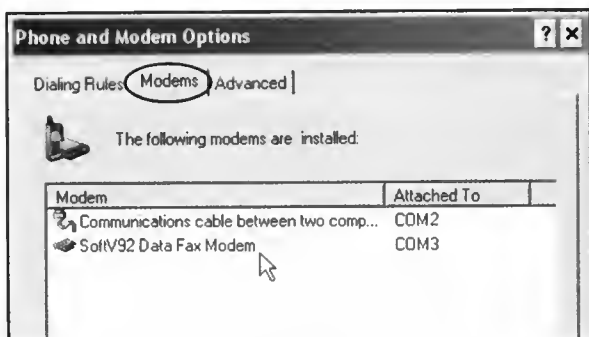 Phone and Modem Options ? ×
Dialing Rules Modems Advanced
The following modems are installed:
Modem Attached To
Communications cable between two comp... COM2
SoftV92 Data Fax Modem COM3